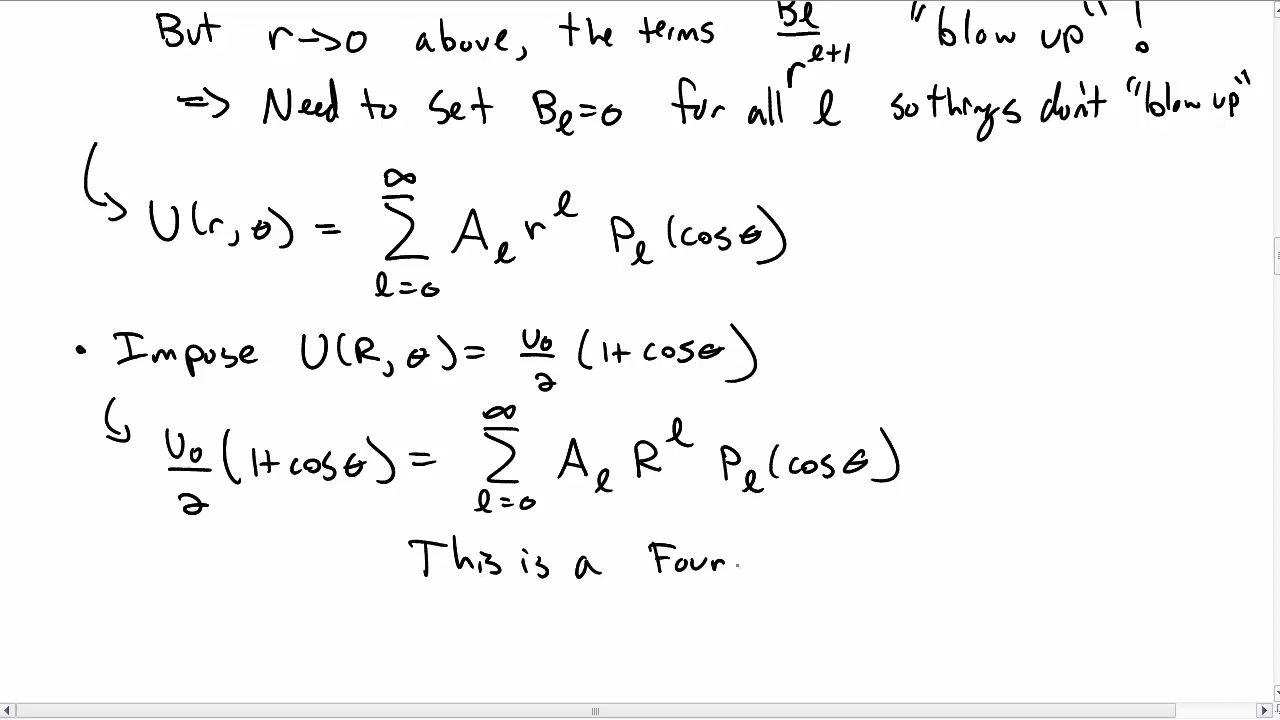 But r→0 above, the terms Bℓ/r^(ℓ+1) "blow up"!
⇒ Need to set Bℓ=0 for all ℓ so things don't "blow up"
↳ U(r,θ) = ∑_{ℓ=0}^{∞} Aℓ r^ℓ Pℓ(cosθ)
• Impose U(R,θ) = U₀/2 (1+cosθ)
↳ U₀/2 (1+cosθ) = ∑_{ℓ=0}^{∞} Aℓ R^ℓ Pℓ(cosθ)
This is a Four